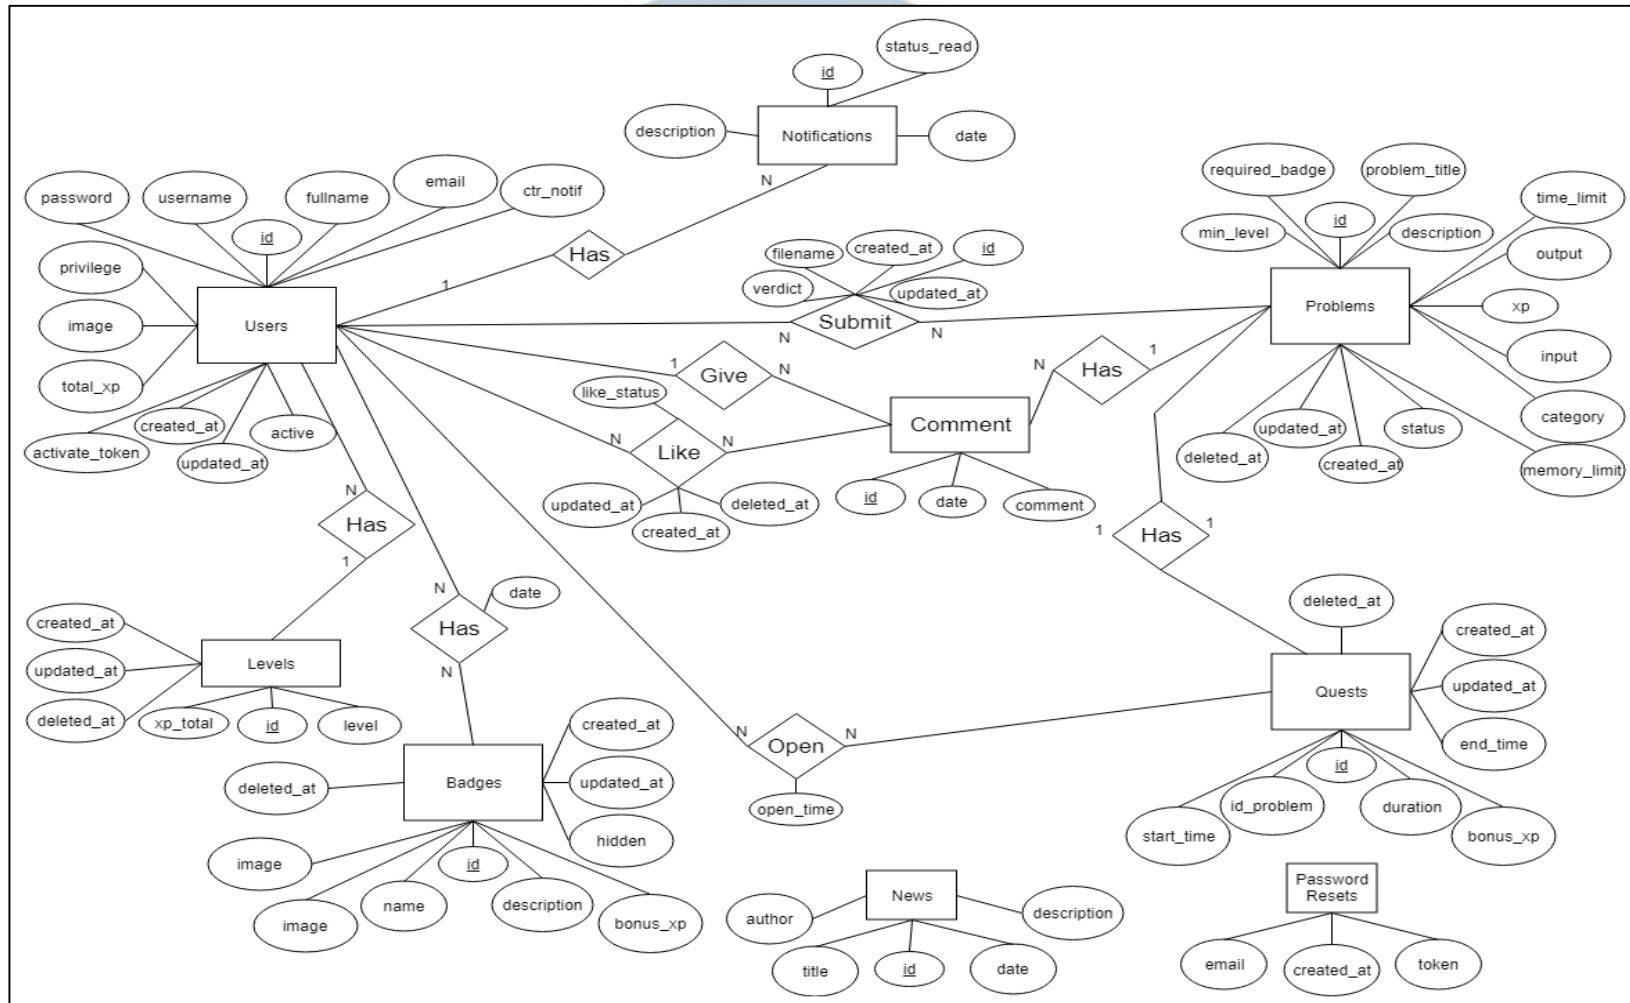 status_read
id
description
Notifications
date
N
password
username
fullname
email
ctr_notif
id
privilege
image
total_xp
Users
activate_token
created_at
updated_at
active
1
Has
filename
created_at
id
verdict
updated_at
Submit
N
N
required_badge
problem_title
min_level
id
description
time_limit
output
xp
input
category
memory_limit
Problems
deleted_at
updated_at
created_at
status
1
Give
N
N
Has
1
like_status
N
Like
N
updated_at
created_at
deleted_at
Comment
id
date
comment
N
Has
1
N
Has
date
N
1
Has
1
created_at
updated_at
deleted_at
Levels
xp_total
id
level
created_at
updated_at
hidden
deleted_at
Badges
image
image
name
id
description
bonus_xp
N
Open
N
open_time
deleted_at
created_at
updated_at
end_time
Quests
start_time
id_problem
id
duration
bonus_xp
author
News
description
title
id
date
Password
Resets
email
created_at
token